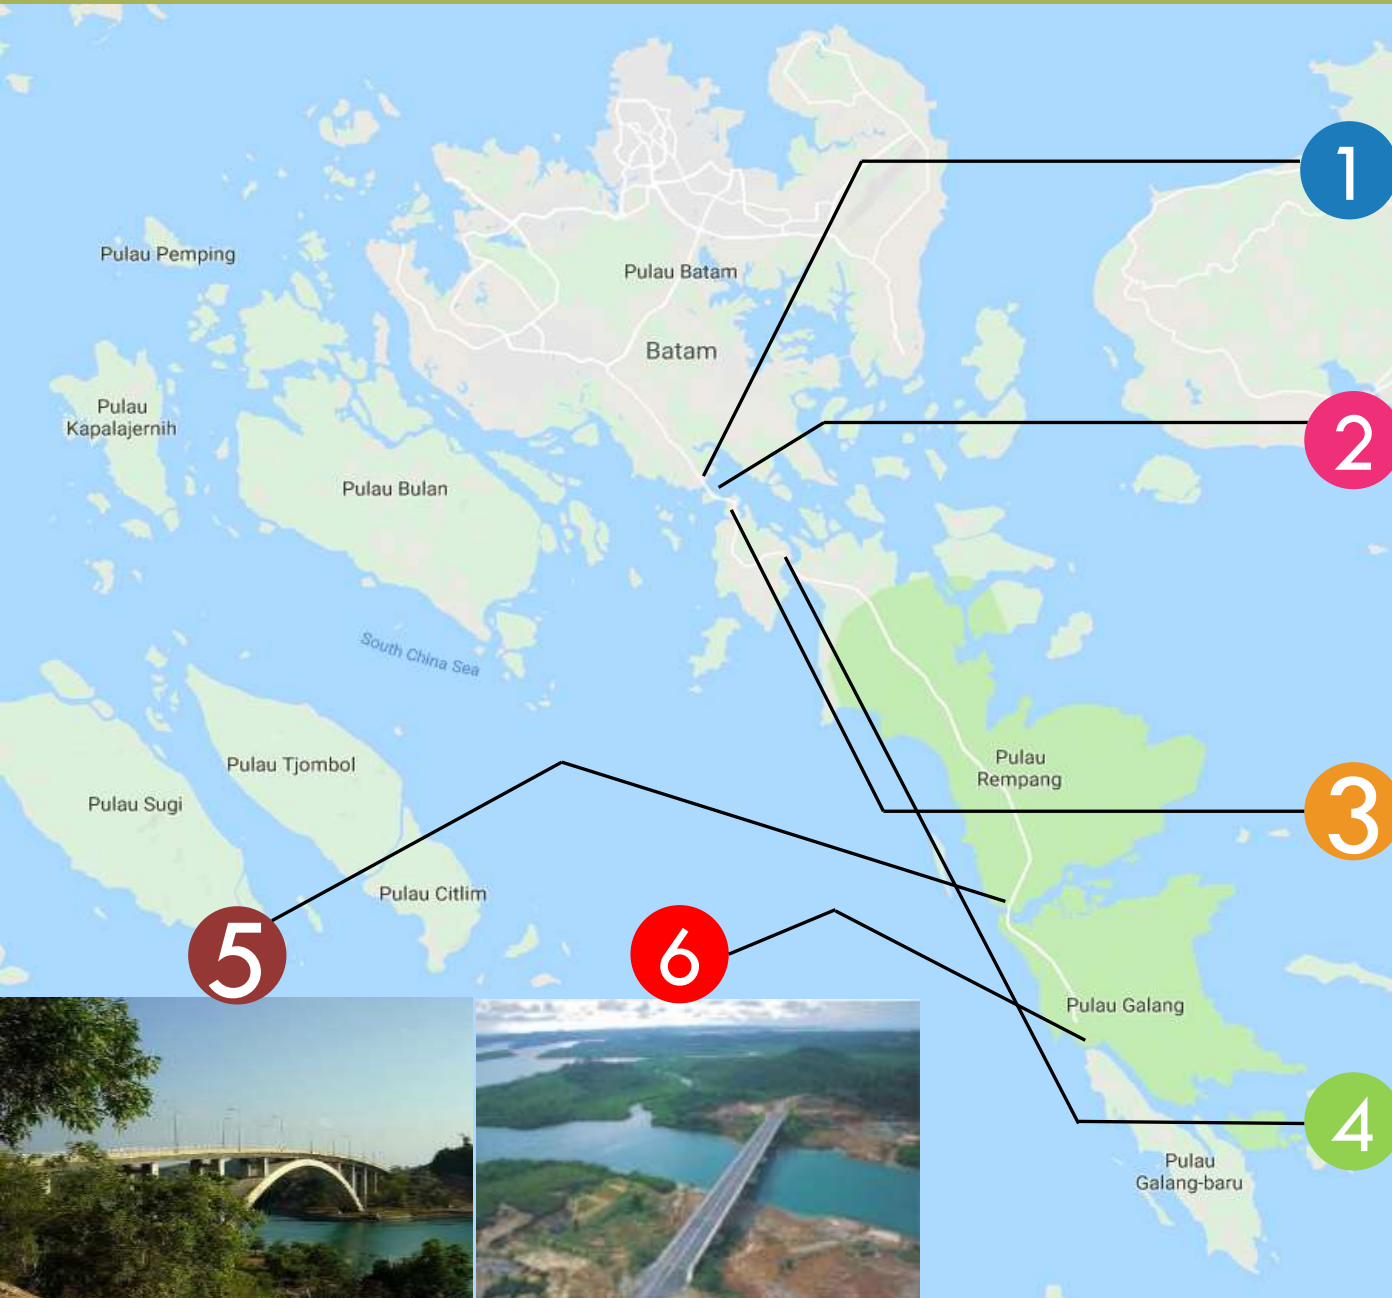 1
Pulau Pemping
Pulau Batam
Batam
Pulau
Kapalajernih
2
Pulau Bulan
South China Sea
Pulau Tjombol
Pulau
Rempang
Pulau Sugi
3
Pulau Citlim
5
6
Pulau Galang
4
Pulau
Galang-baru